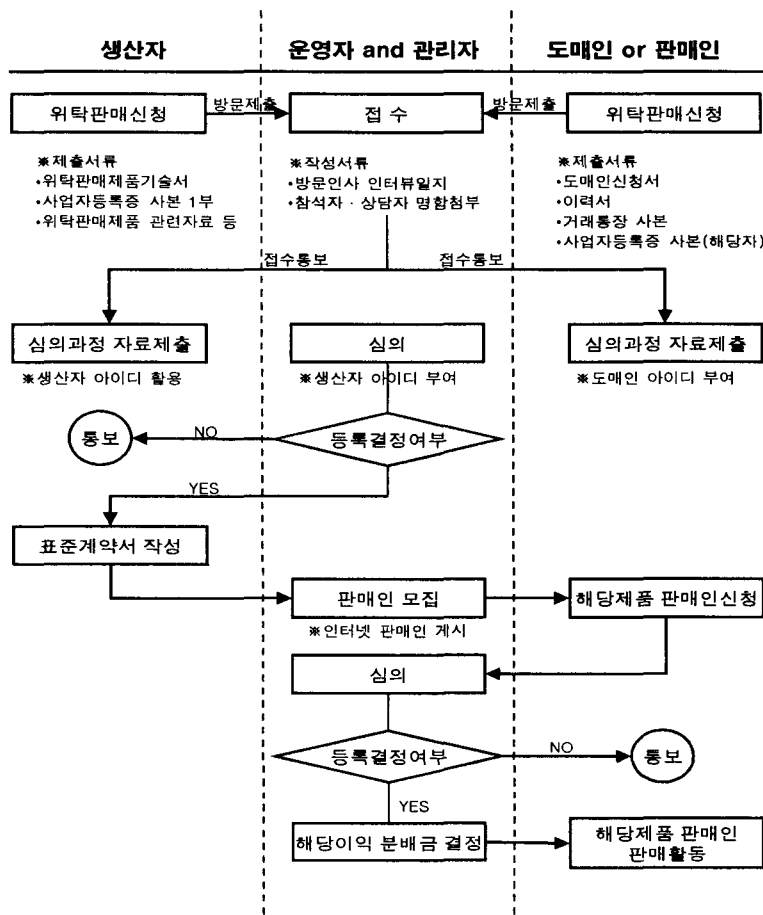 생산자
운영자 and 관리자
도매인 or 판매인
위탁판매신청
방문제출
접 수
방문제출
위탁판매신청
※제출서류
•위탁판매제품기술서
•사업자등록증 사본 1부
•위탁판매제품 관련자료 등
※작성서류
•방문인사 인터뷰일지
•참석자 · 상담자 명함첨부
※제출서류
•도매인신청서
•이력서
•거래통장 사본
•사업자등록증 사본(해당자)
접수통보
접수통보
심의과정 자료제출
심의
심의과정 자료제출
※생산자 아이디 활용
※생산자 아이디 부여
※도매인 아이디 부여
통보
NO
등록결정여부
YES
표준계약서 작성
판매인 모집
해당제품 판매인신청
※인터넷 판매인 게시
심의
등록결정여부
NO
통보
YES
해당이익 분배금 결정
해당제품 판매인
판매활동